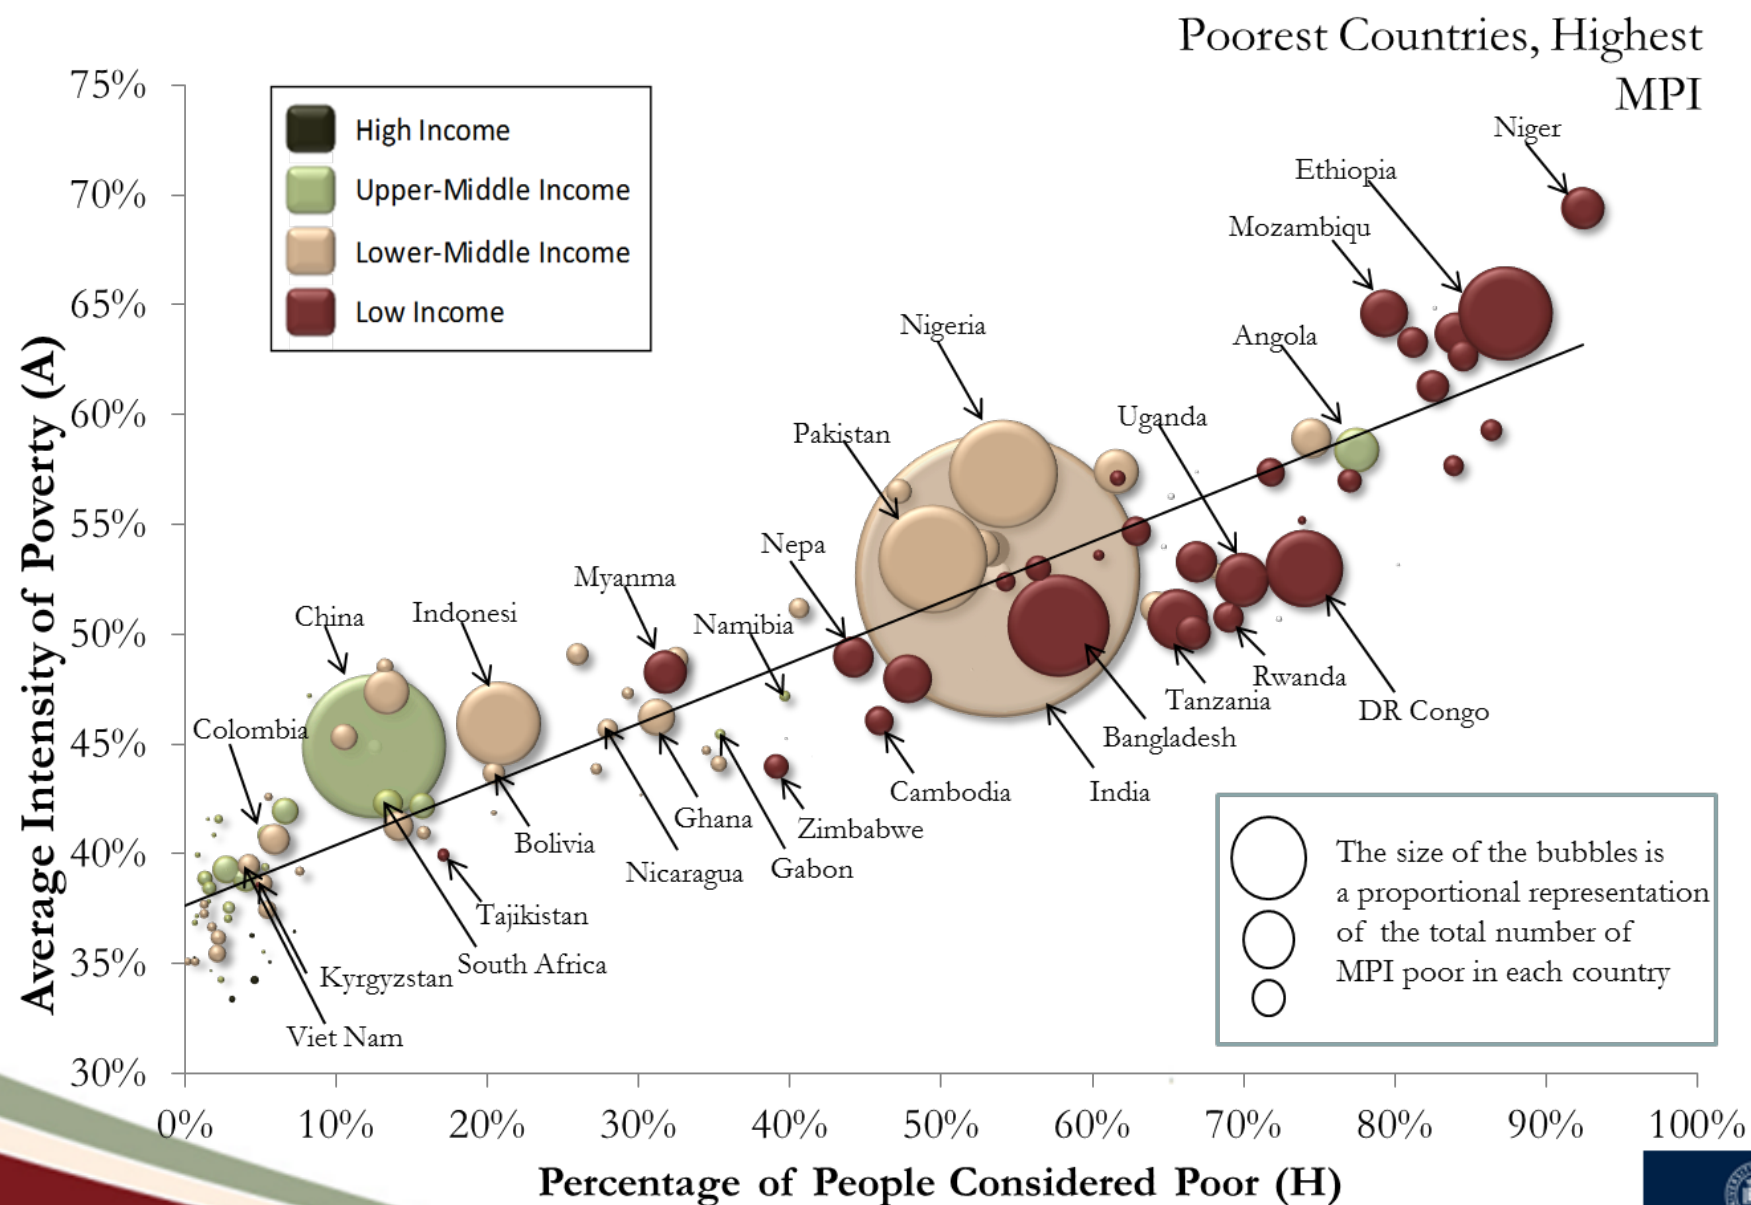 Poorest Countries, Highest
MPI
75%
70%
65%
60%
55%
50%
45%
40%
35%
30%
Average Intensity of Poverty (A)
High Income
Upper-Middle Income
Lower-Middle Income
Low Income
Niger
Ethiopia
Mozambiqu
Nigeria
Angola
Uganda
Pakistan
Nepa
Myanma
Namibia
China
Indonesi
Colombia
Rwanda
Tanzania
DR Congo
Bangladesh
India
Cambodia
Zimbabwe
Ghana
Gabon
Nicaragua
Bolivia
Tajikistan
South Africa
Kyrgyzstan
Viet Nam
The size of the bubbles is
a proportional representation
of the total number of
MPI poor in each country
0%
10%
20%
30%
40%
50%
60%
70%
80%
90%
100%
Percentage of People Considered Poor (H)